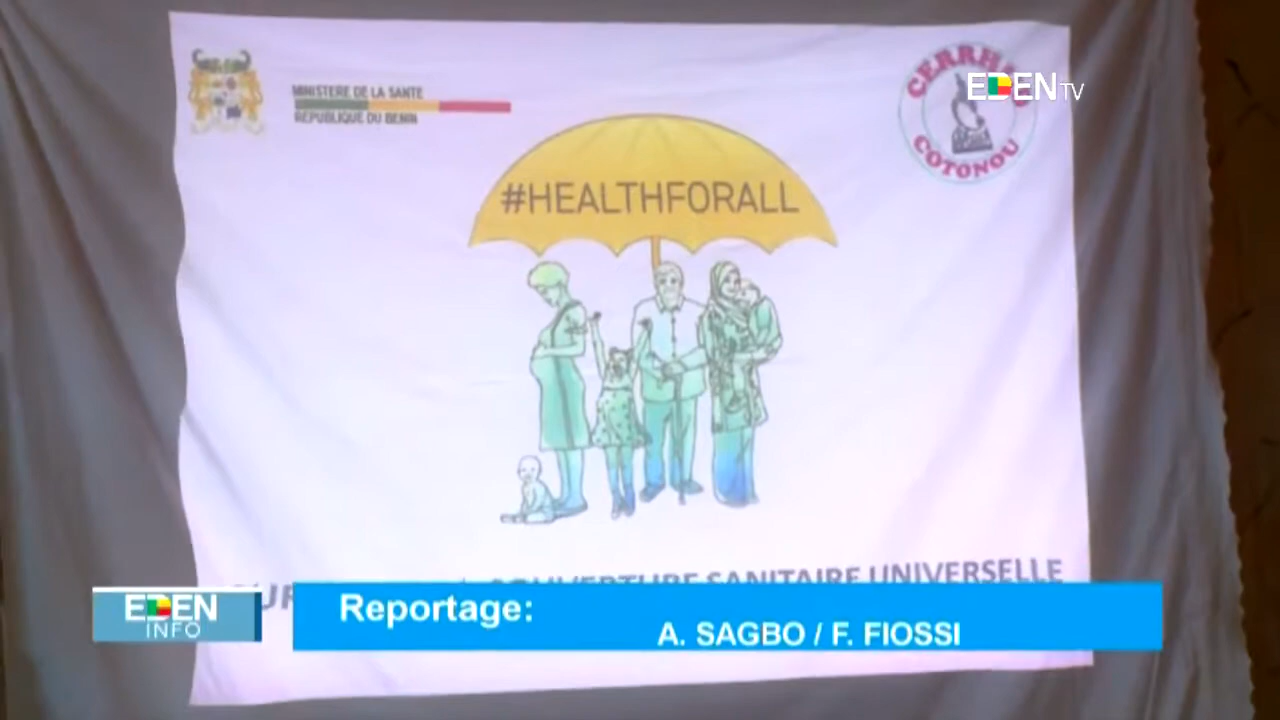 MINISTERE DE LA SANTE
REPUBLIQUE DU BENIN
COTONOU
EDEN TV
#HEALTHFORALL
COUVERTURE SANITAIRE UNIVERSELLE
EDEN
INFO
Reportage:
A. SAGBO / F. FIOSSI